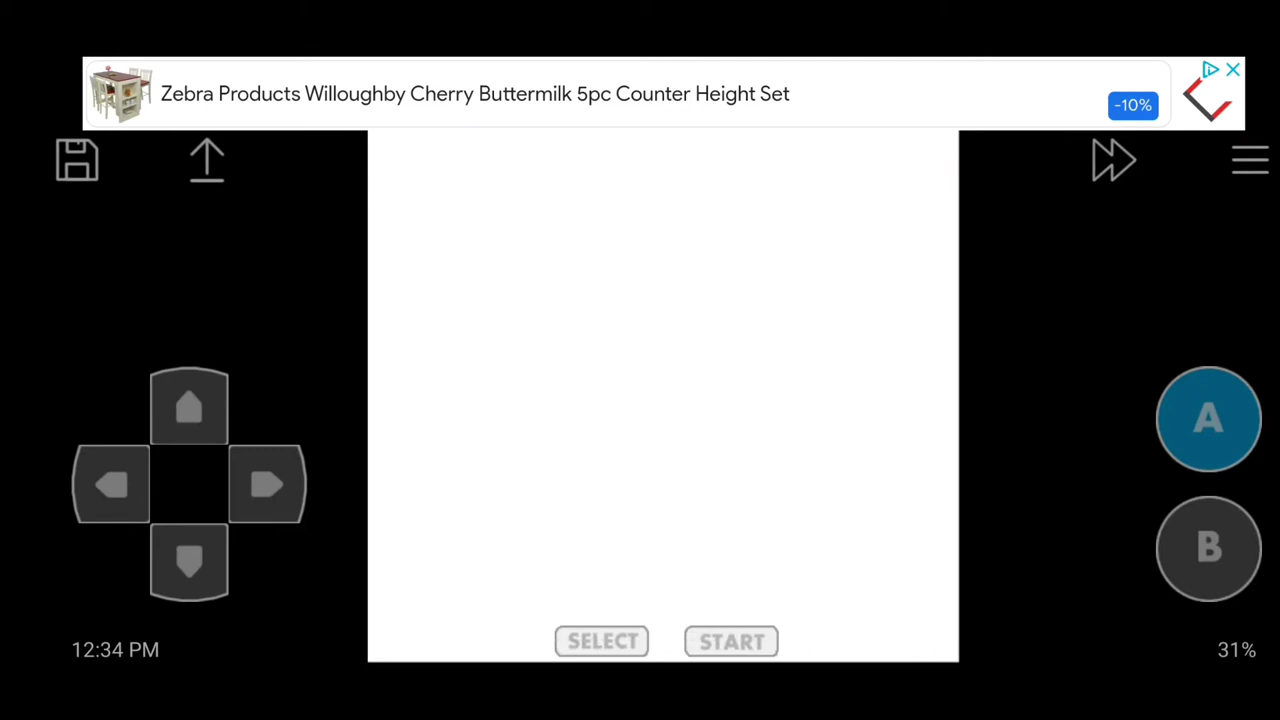 Zebra Products Willoughby Cherry Buttermilk 5pc Counter Height Set
-10%
A
B
SELECT START
12:34 PM
31%